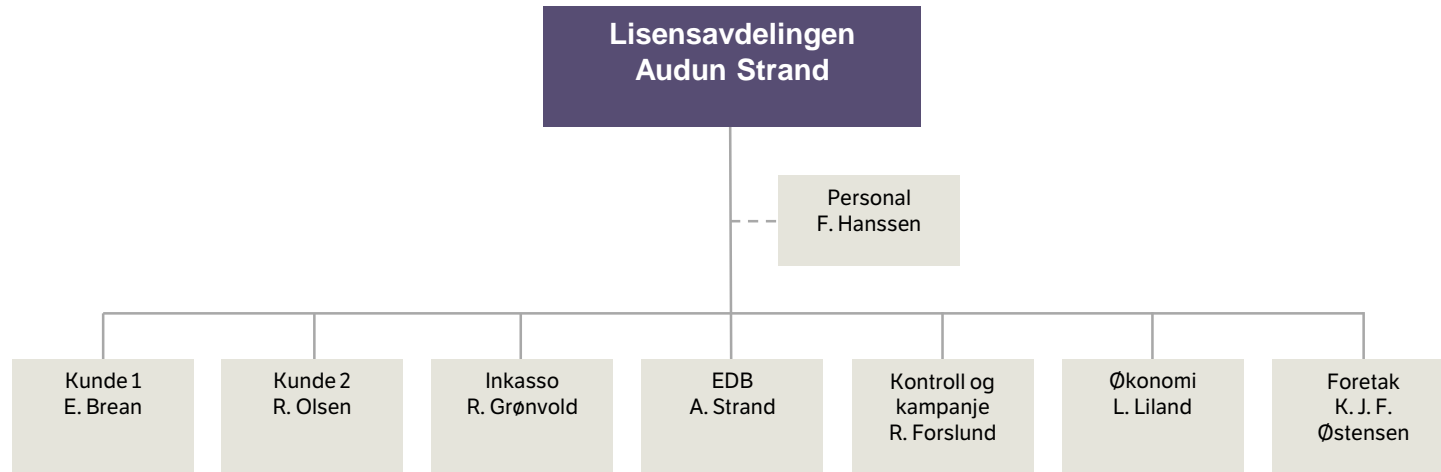 Lisensavdelingen
Audun Strand
Personal
F. Hanssen
Kunde 1
E. Brean
Kunde 2
R. Olsen
Inkasso
R. Grønvold
EDB
A. Strand
Kontroll og
kampanje
R. Forslund
Økonomi
L. Liland
Foretak
K. J. F.
Østensen